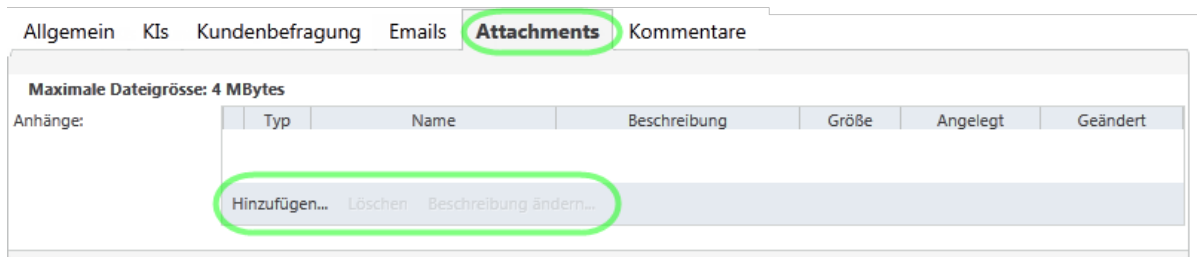 Allgemein KIs Kundenbefragung Emails Attachments Kommentare
Maximale Dateigrösse: 4 MBytes
Anhänge: Typ Name Beschreibung Größe Angelegt Geändert
Hinzufügen... Löschen Beschreibung ändern...